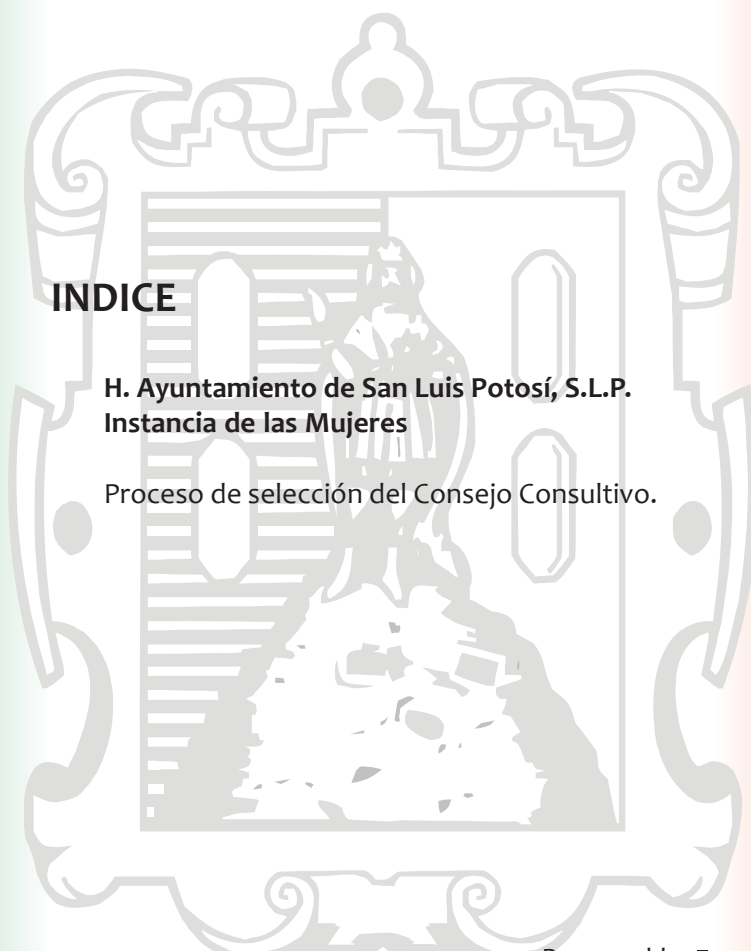 INDICE
H. Ayuntamiento de San Luis Potosí, S.L.P.
Instancia de las Mujeres
Proceso de selección del Consejo Consultivo.